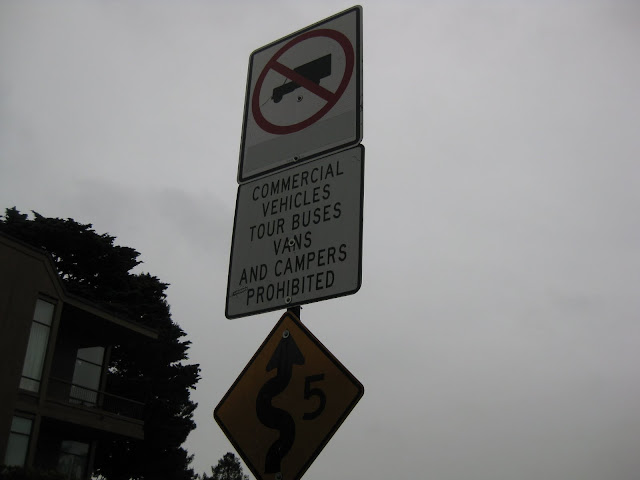 COMMERCIAL
VEHICLES
TOUR BUSES
VANS
AND CAMPERS
PROHIBITED
5